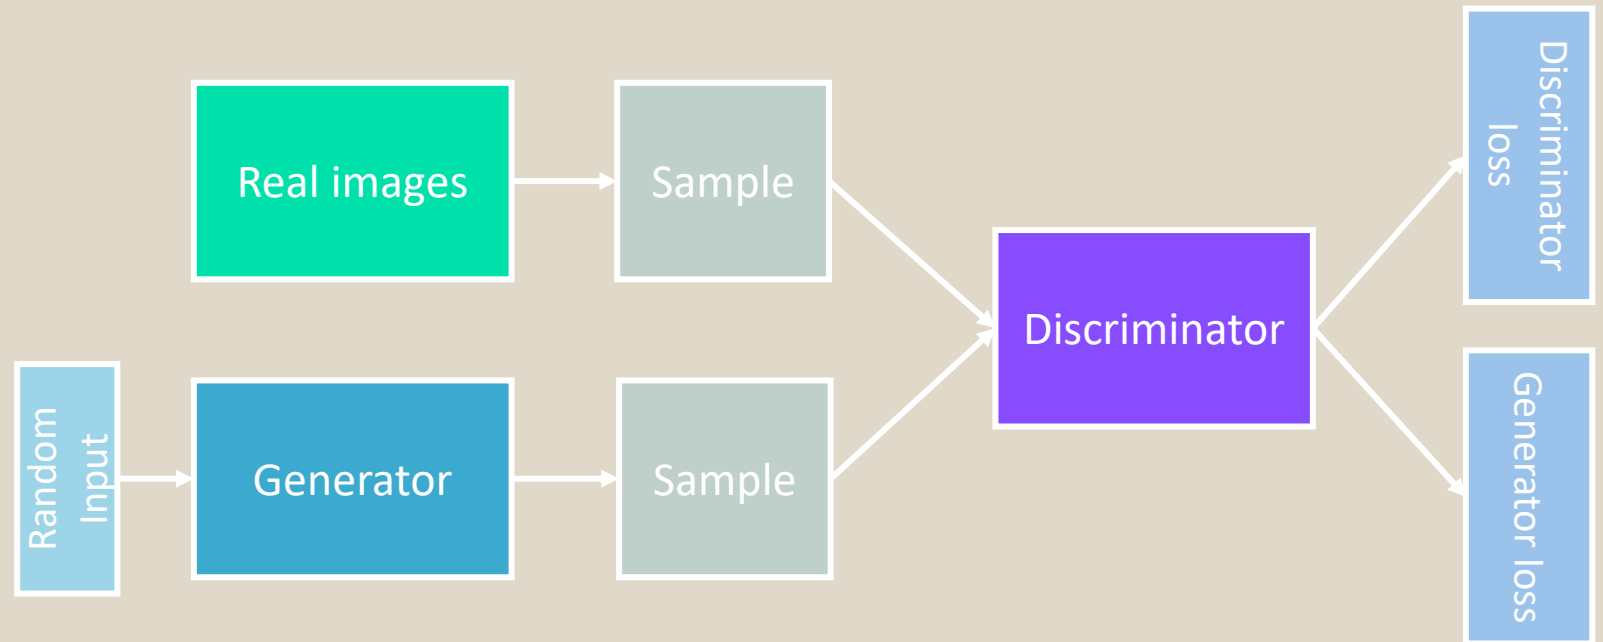 Real images
Sample
Discriminator
loss
Discriminator
Random
Input
Generator
Sample
Generator loss